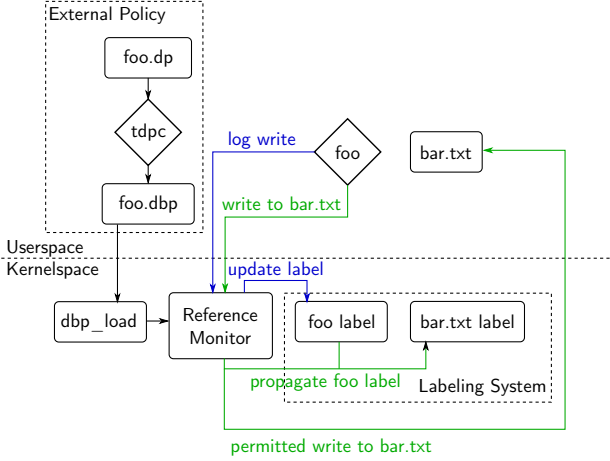 External Policy
foo.dp
tdpc
foo.dbp
log write
foo
bar.txt
write to bar.txt
Userspace
Kernelspace
update label
dbp_load
Reference
Monitor
foo label
bar.txt label
propagate foo label
Labeling System
permitted write to bar.txt